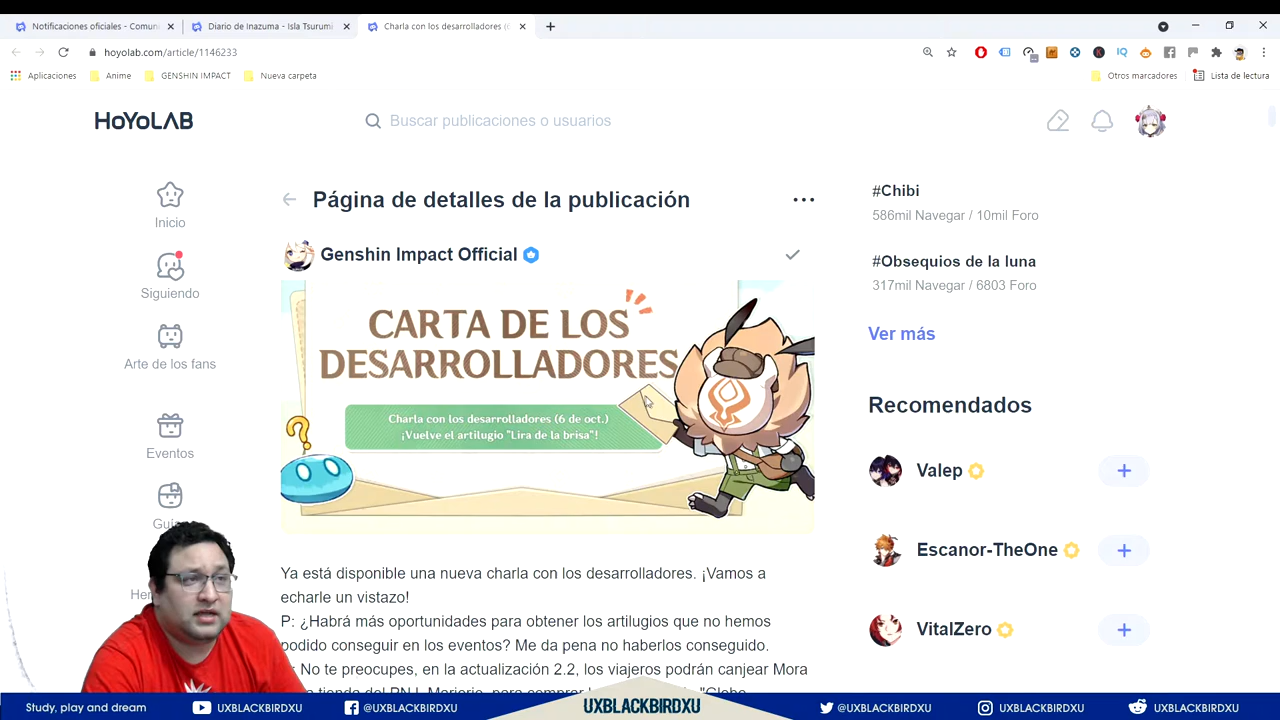 Notificaciones oficiales - Comun
Diario de Inazuma - Isla Tsurumi
Charla con los desarrolladores (6
hoyolab.com/article/1146233
Aplicaciones
Anime
GENSHIN IMPACT
Nueva carpeta
Otros marcadores
Lista de lectura
HoYoLAB
Buscar publicaciones o usuarios
Inicio
Siguiendo
Arte de los fans
Eventos
Página de detalles de la publicación
Genshin Impact Official
CARTA DE LOS
DESARROLLADORES
Charla con los desarrolladores (6 de oct.)
¡Vuelve el artilugio "Lira de la brisa"!
Ya está disponible una nueva charla con los desarrolladores. ¡Vamos a
echarle un vistazo!
P: ¿Habrá más oportunidades para obtener los artilugios que no hemos
podido conseguir en los eventos? Me da pena no haberlos conseguido.
No te preocupes, en la actualización 2.2, los viajeros podrán canjear Mora
#Chibi
586mil Navegar / 10mil Foro
#Obsequios de la luna
317mil Navegar / 6803 Foro
Ver más
Recomendados
Valep
Escanor-TheOne
VitalZero
Study, play and dream
UXBLACKBIRDXU
@UXBLACKBIRDXU
UXBLACKBIRDXU
@UXBLACKBIRDXU
UXBLACKBIRDXU
UXBLACKBIRDXU